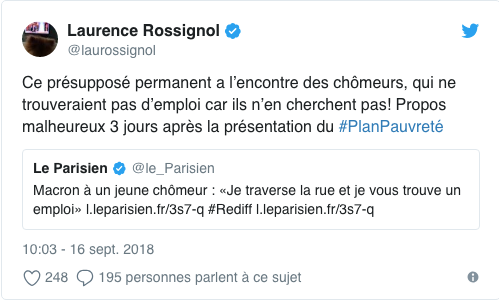 Laurence Rossignol
@laurossignol
Ce présupposé permanent a l’encontre des chômeurs, qui ne
trouveraient pas d’emploi car ils n’en cherchent pas! Propos
malheureux 3 jours après la présentation du #PlanPauvreté
Le Parisien @le_Parisien
Macron à un jeune chômeur : «Je traverse la rue et je vous trouve un
emploi» l.leparisien.fr/3s7-q #Rediff l.leparisien.fr/3s7-q
10:03 - 16 sept. 2018
248 195 personnes parlent à ce sujet